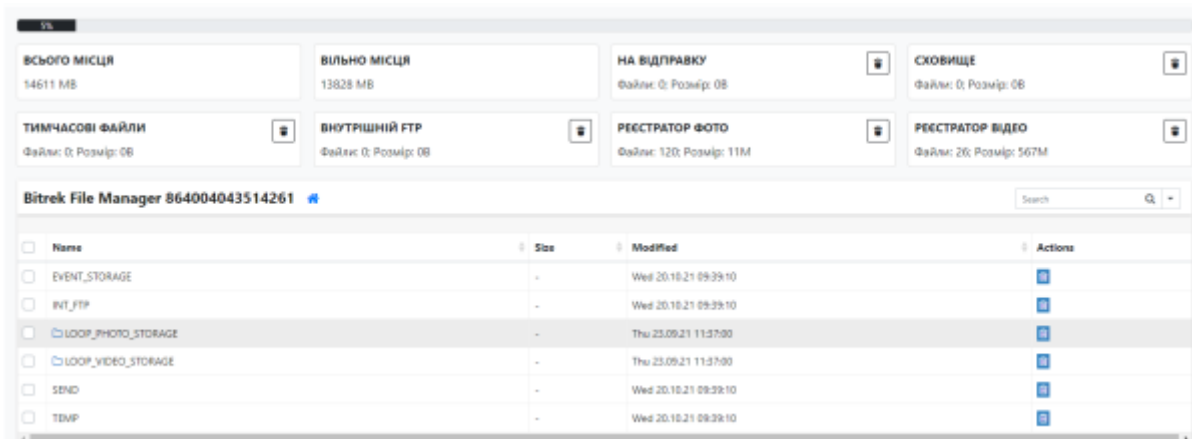 5%
ВСЬОГО МІСЦЯ
14611 MB
ВІЛЬНО МІСЦЯ
13828 MB
НА ВІДПРАВКУ
Файли: 0; Розмір: 0B
СХОВИЩЕ
Файли: 0; Розмір: 0B
ТИМЧАСОВІ ФАЙЛИ
Файли: 0; Розмір: 0B
ВНУТРІШНІЙ FTP
Файли: 0; Розмір: 0B
РЕЄСТРАТОР ФОТО
Файли: 120; Розмір: 11M
РЕЄСТРАТОР ВІДЕО
Файли: 26; Розмір: 567M
Bitrek File Manager 864004043514261
Search
Name Size Modified Actions
EVENT_STORAGE - Wed 20.10.21 09:39:10
INT_FTP - Wed 20.10.21 09:39:10
LOOP_PHOTO_STORAGE - Thu 23.09.21 11:37:00
LOOP_VIDEO_STORAGE - Thu 23.09.21 11:37:00
SEND - Wed 20.10.21 09:39:10
TEMP - Wed 20.10.21 09:39:10